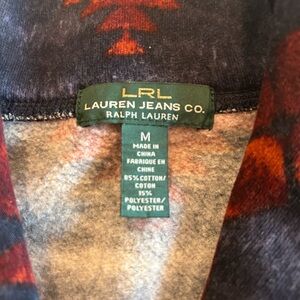 LRL
LAUREN JEANS CO.
RALPH LAUREN
M
MADE IN
CHINA
FABRIQUE EN
CHINE
85% COTTON/
COTON
15%
POLYESTER/
POLYESTER